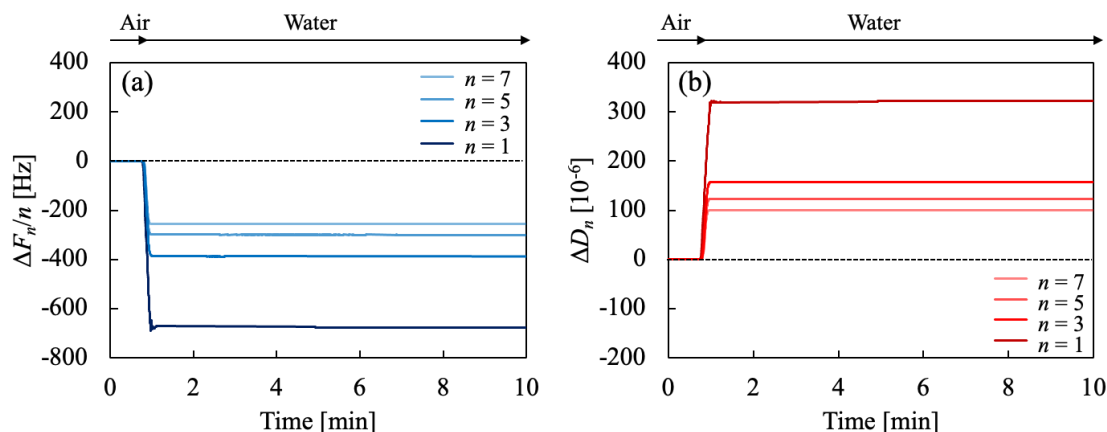 Air Water
400
200
0
-200
-400
-600
-800
(a)
n = 7
n = 5
n = 3
n = 1
ΔFₙ/n [Hz]
0 2 4 6 8 10
Time [min]
Air Water
400
300
200
100
0
-100
-200
(b)
n = 7
n = 5
n = 3
n = 1
ΔDₙ [10⁻⁶]
0 2 4 6 8 10
Time [min]